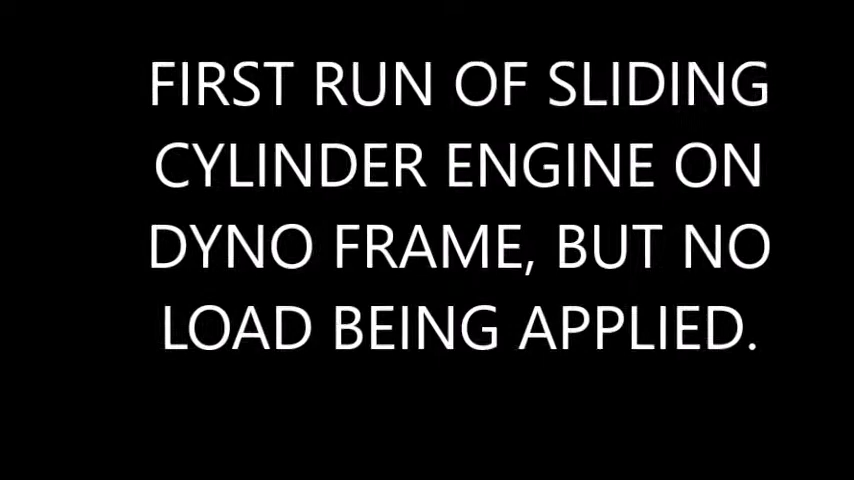 FIRST RUN OF SLIDING
CYLINDER ENGINE ON
DYNO FRAME, BUT NO
LOAD BEING APPLIED.